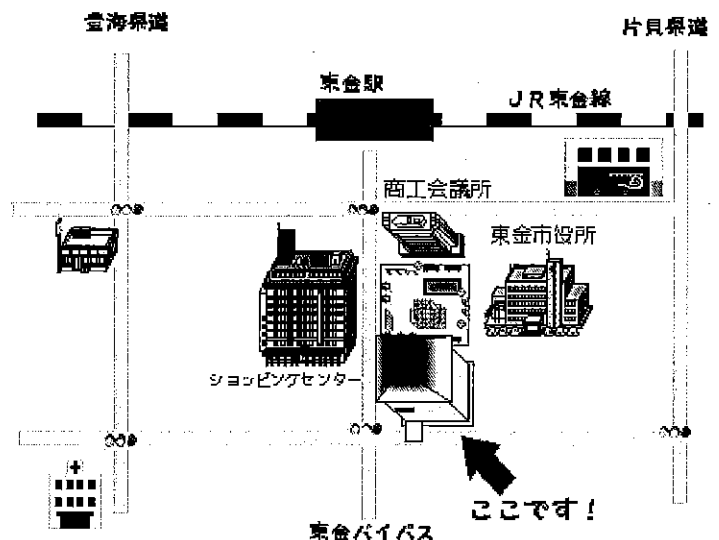 豊海県道
片貝県道
東金駅
JR東金線
商工会議所
東金市役所
ショッピングセンター
ここです!
東金バイパス